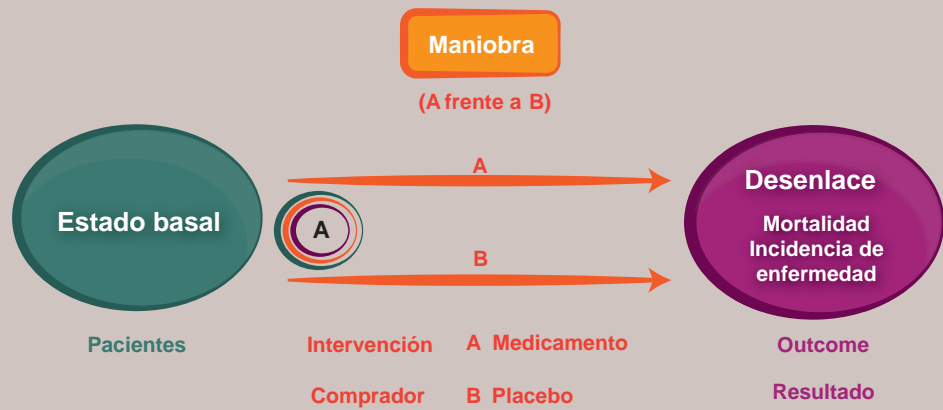 Maniobra
(A frente a B)
A
Estado basal
A
B
Desenlace
Mortalidad
Incidencia de
enfermedad
Pacientes
Intervención A Medicamento
Outcome
Comprador B Placebo
Resultado